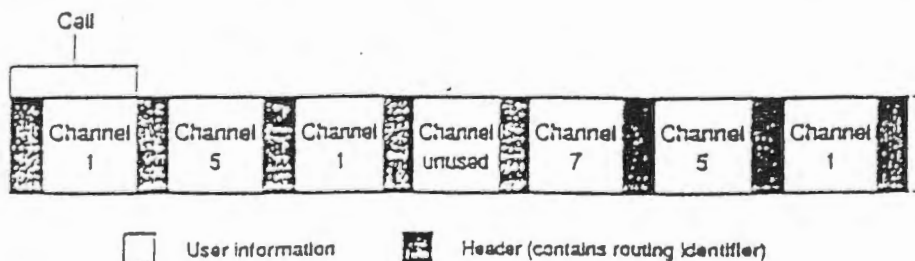 Call
Channel 1
Channel 5
Channel 1
Channel unused
Channel 7
Channel 5
Channel 1
User information
Header (contains routing identifier)